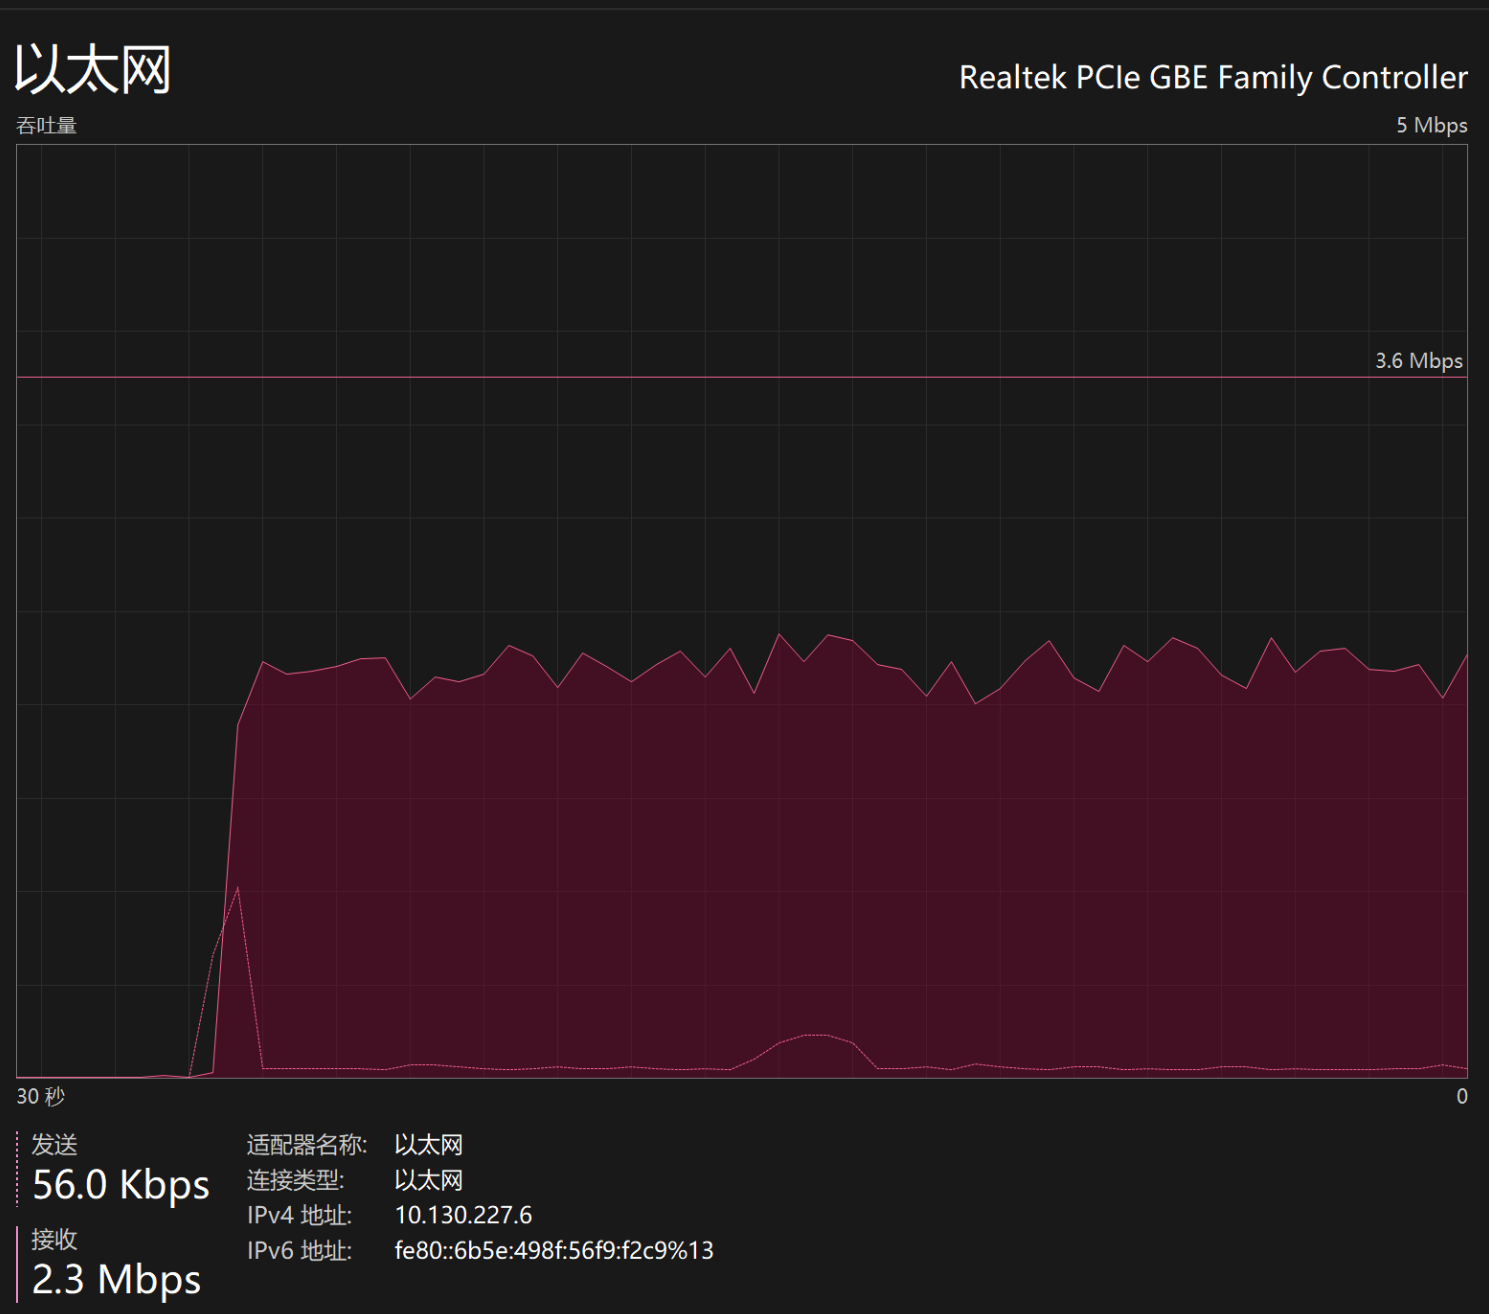 以太网
Realtek PCIe GBE Family Controller
吞吐量
5 Mbps
3.6 Mbps
30 秒
0
发送
56.0 Kbps
接收
2.3 Mbps
适配器名称: 以太网
连接类型: 以太网
IPv4 地址: 10.130.227.6
IPv6 地址: fe80::6b5e:498f:56f9:f2c9%13